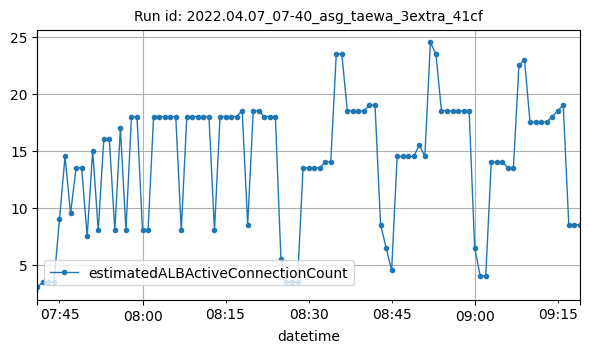 Run id: 2022.04.07_07-40_asg_taewa_3extra_41cf
25
20
15
10
5
estimatedALBActiveConnectionCount
07:45 08:00 08:15 08:30 08:45 09:00 09:15
datetime